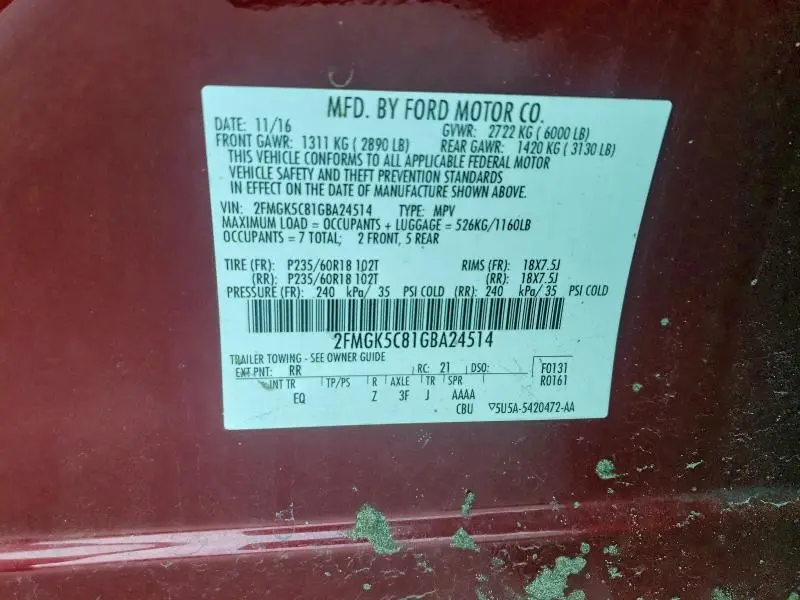 MFD. BY FORD MOTOR CO.
DATE: 11/16 GVWR: 2722 KG ( 6000 LB)
FRONT GAWR: 1311 KG ( 2890 LB) REAR GAWR: 1420 KG ( 3130 LB)
THIS VEHICLE CONFORMS TO ALL APPLICABLE FEDERAL MOTOR
VEHICLE SAFETY AND THEFT PREVENTION STANDARDS
IN EFFECT ON THE DATE OF MANUFACTURE SHOWN ABOVE.
VIN: 2FMGK5C81GBA24514 TYPE: MPV
MAXIMUM LOAD = OCCUPANTS + LUGGAGE = 526KG/1160LB
OCCUPANTS = 7 TOTAL; 2 FRONT, 5 REAR
TIRE (FR): P235/60R18 102T RIMS (FR): 18X7.5J
(RR): P235/60R18 102T (RR): 18X7.5J
PRESSURE (FR): 240 kPa/ 35 PSI COLD (RR): 240 kPa/ 35 PSI COLD
2FMGK5C81GBA24514
TRAILER TOWING - SEE OWNER GUIDE
EXT PNT: RR RC: 21 DSO: F0131
INT TR TP/PS R AXLE TR SPR R0161
EQ Z 3F J AAAA
CBU ▽5U5A-5420472-AA